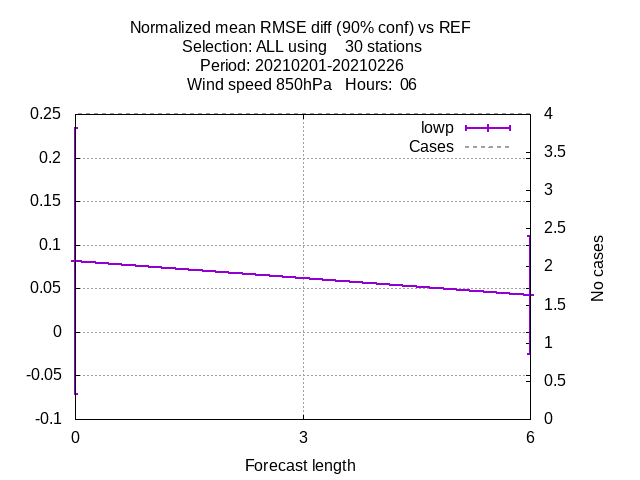 Normalized mean RMSE diff (90% conf) vs REF
Selection: ALL using    30 stations
Period: 20210201-20210226
Wind speed 850hPa   Hours:  06
lowp
Cases
0.25
0.2
0.15
0.1
0.05
0
-0.05
-0.1
4
3.5
3
2.5
2
1.5
1
0.5
0
No cases
0
3
6
Forecast length